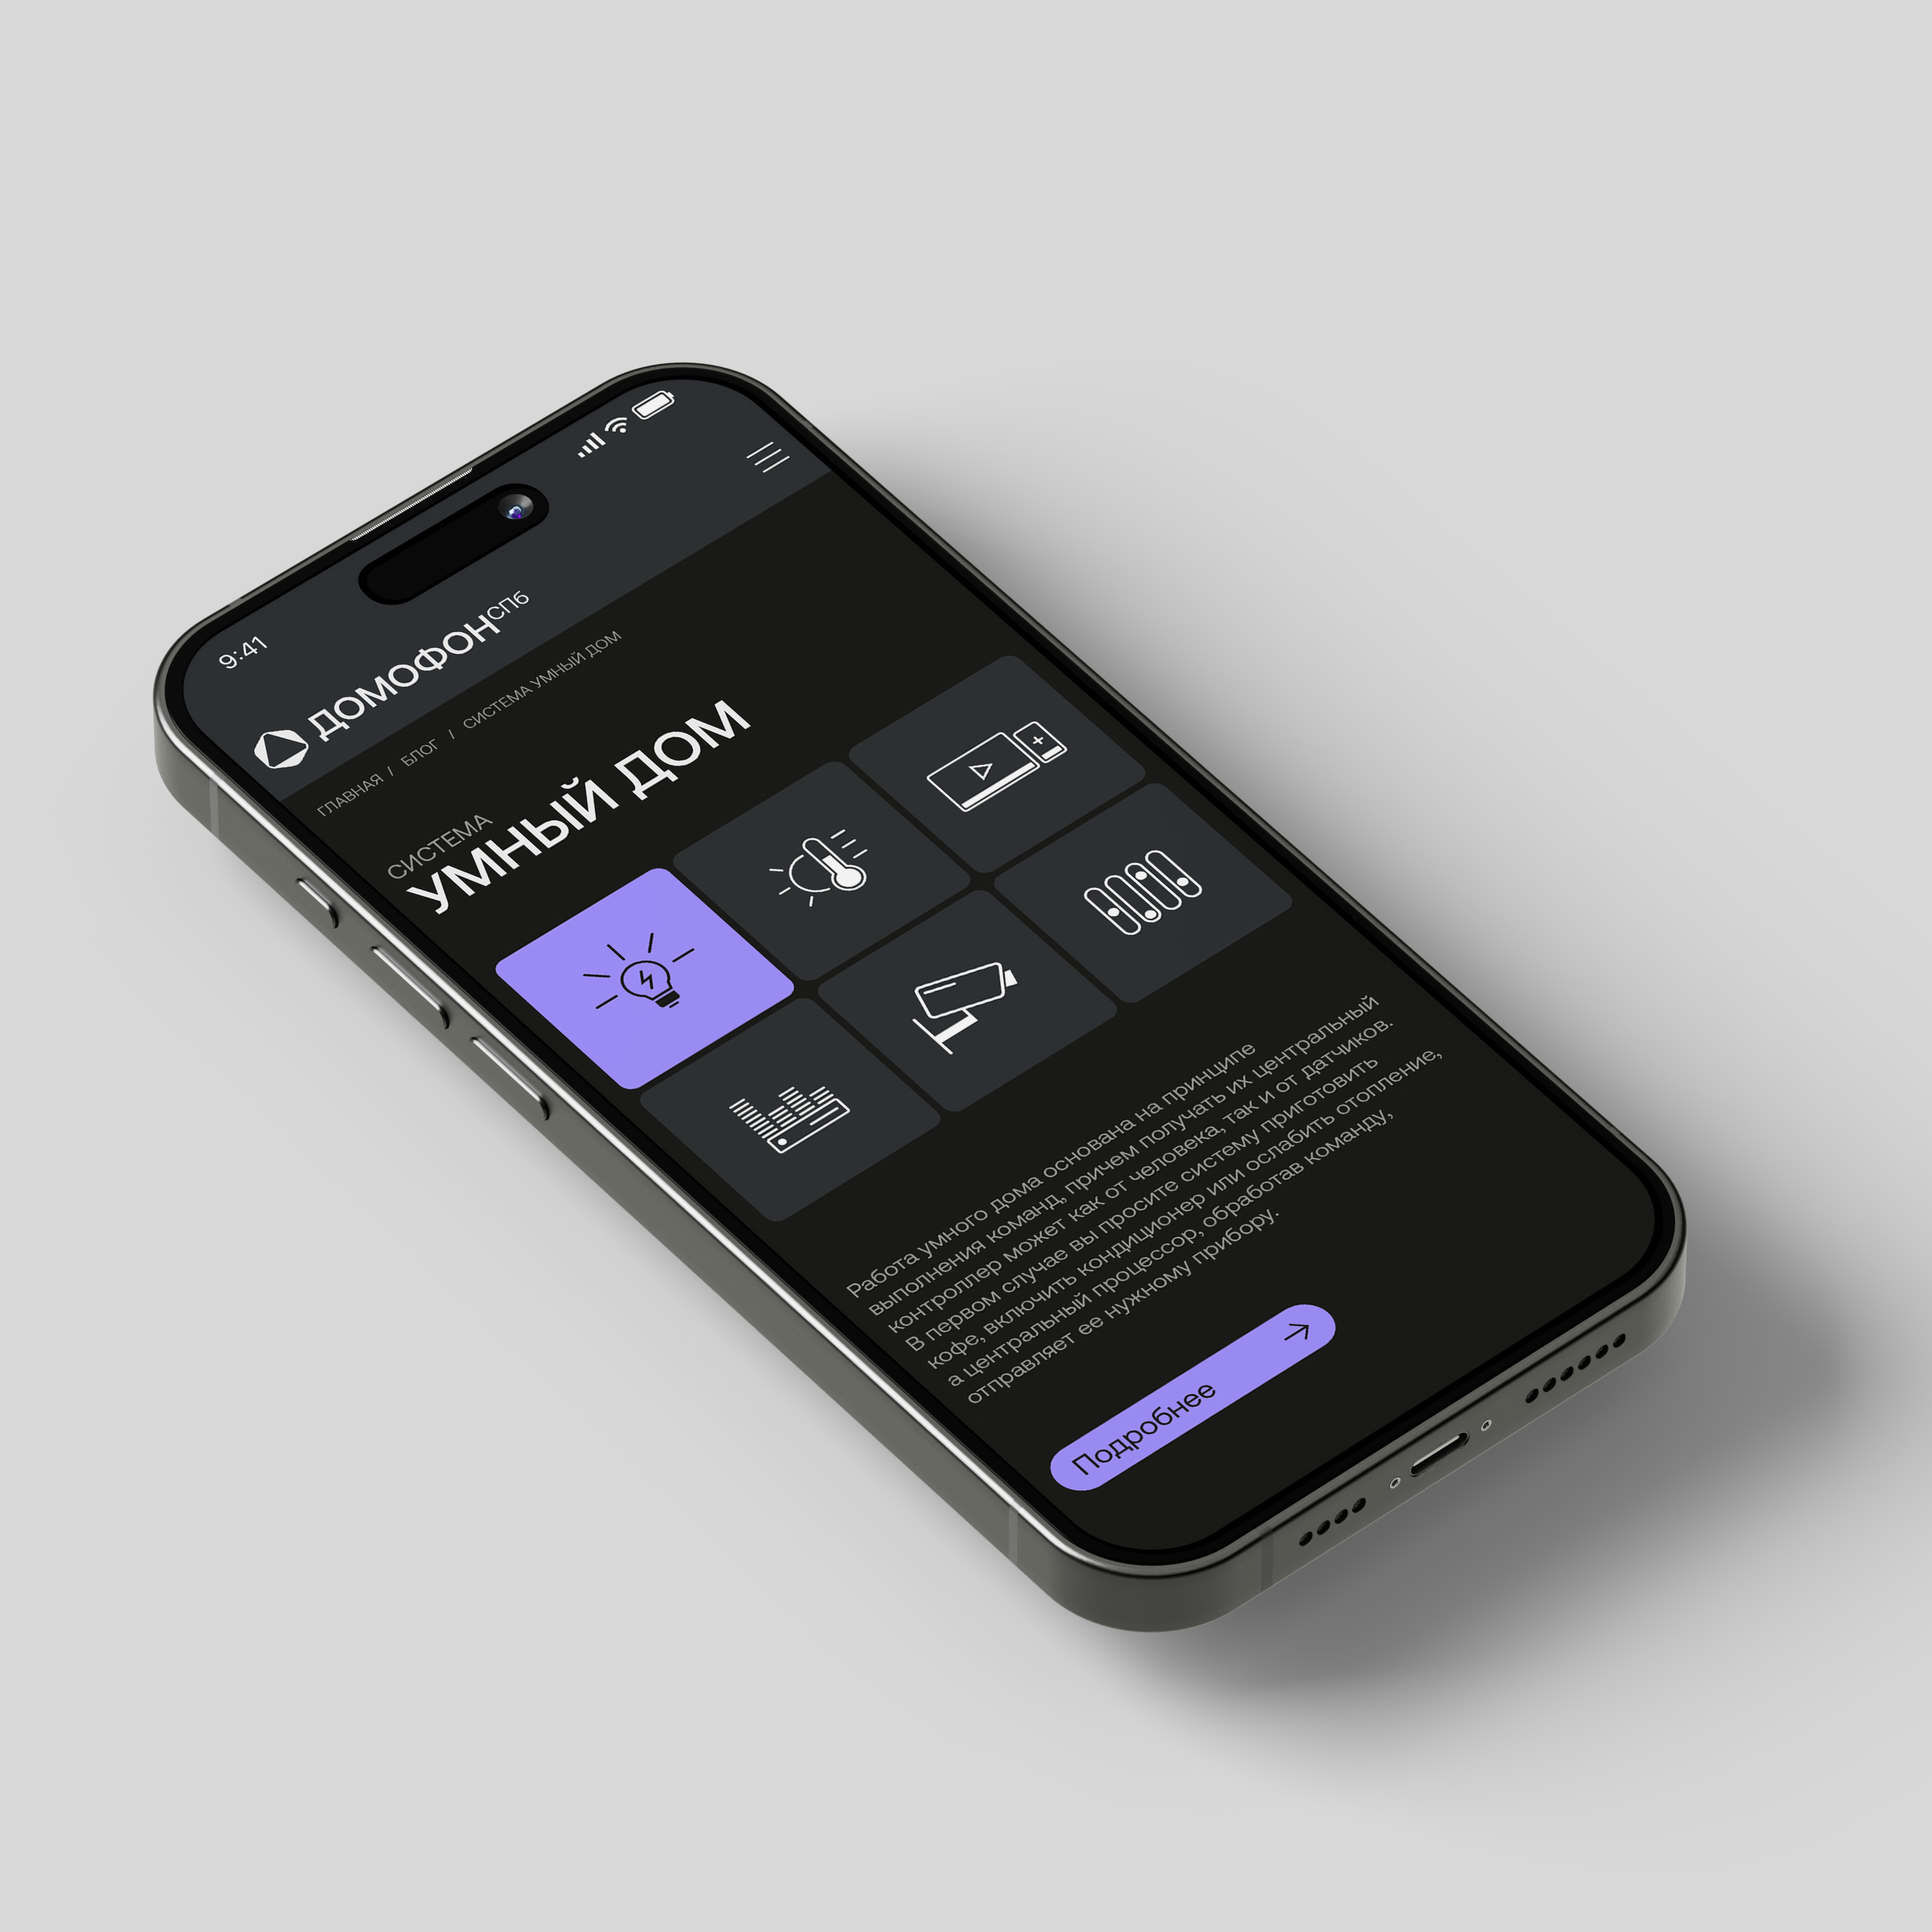 9:41
ДОМОФОНСПб
ГЛАВНАЯ / БЛОГ / СИСТЕМА УМНЫЙ ДОМ
СИСТЕМА
УМНЫЙ ДОМ
Работа умного дома основана на принципе
выполнения команд, причем получать их центральный
контроллер может как от человека, так и от датчиков.
В первом случае вы просите систему приготовить
кофе, включить кондиционер или ослабить отопление,
а центральный процессор, обработав команду,
отправляет ее нужному прибору.
Подробнее